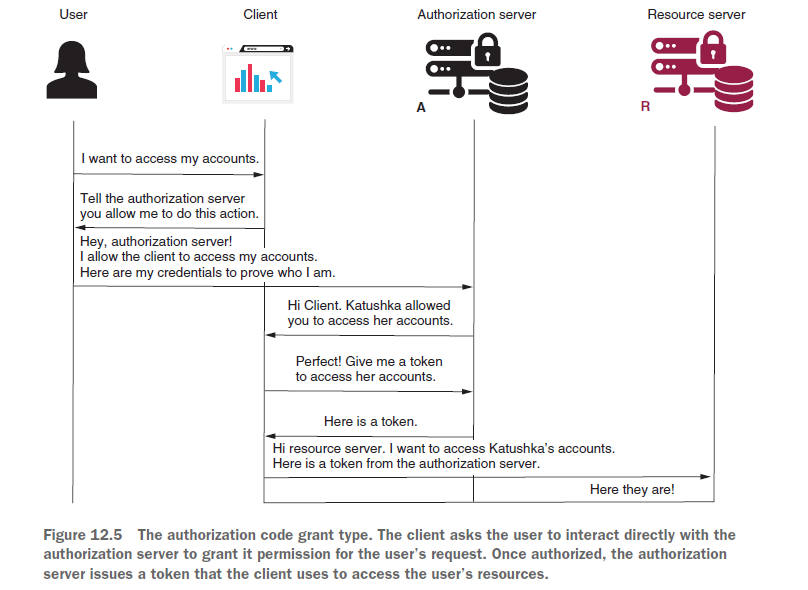 User
Client
Authorization server
Resource server
www
A
R
I want to access my accounts.
Tell the authorization server
you allow me to do this action.
Hey, authorization server!
I allow the client to access my accounts.
Here are my credentials to prove who I am.
Hi Client. Katushka allowed
you to access her accounts.
Perfect! Give me a token
to access her accounts.
Here is a token.
Hi resource server. I want to access Katushka’s accounts.
Here is a token from the authorization server.
Here they are!
Figure 12.5 The authorization code grant type. The client asks the user to interact directly with the
authorization server to grant it permission for the user’s request. Once authorized, the authorization
server issues a token that the client uses to access the user’s resources.